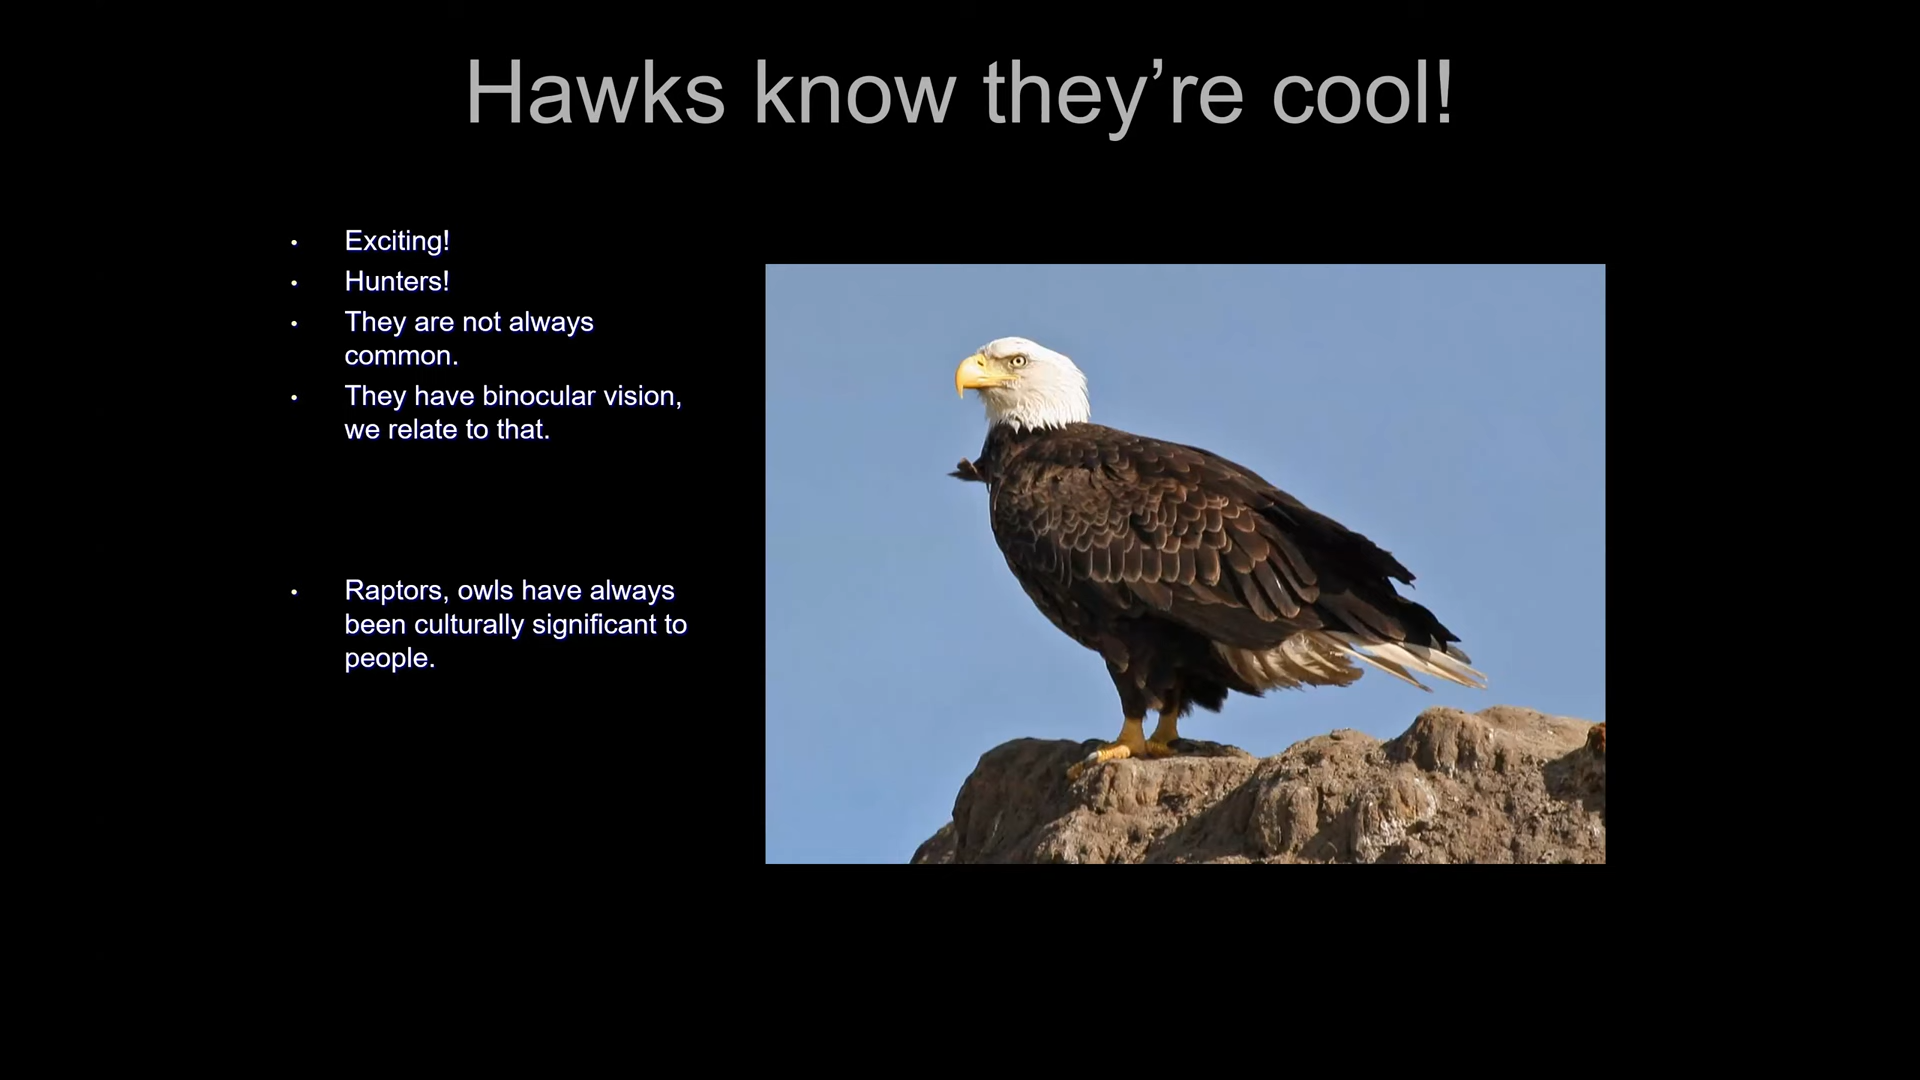 Hawks know they’re cool!
• Exciting!
• Hunters!
• They are not always
common.
• They have binocular vision,
we relate to that.
• Raptors, owls have always
been culturally significant to
people.